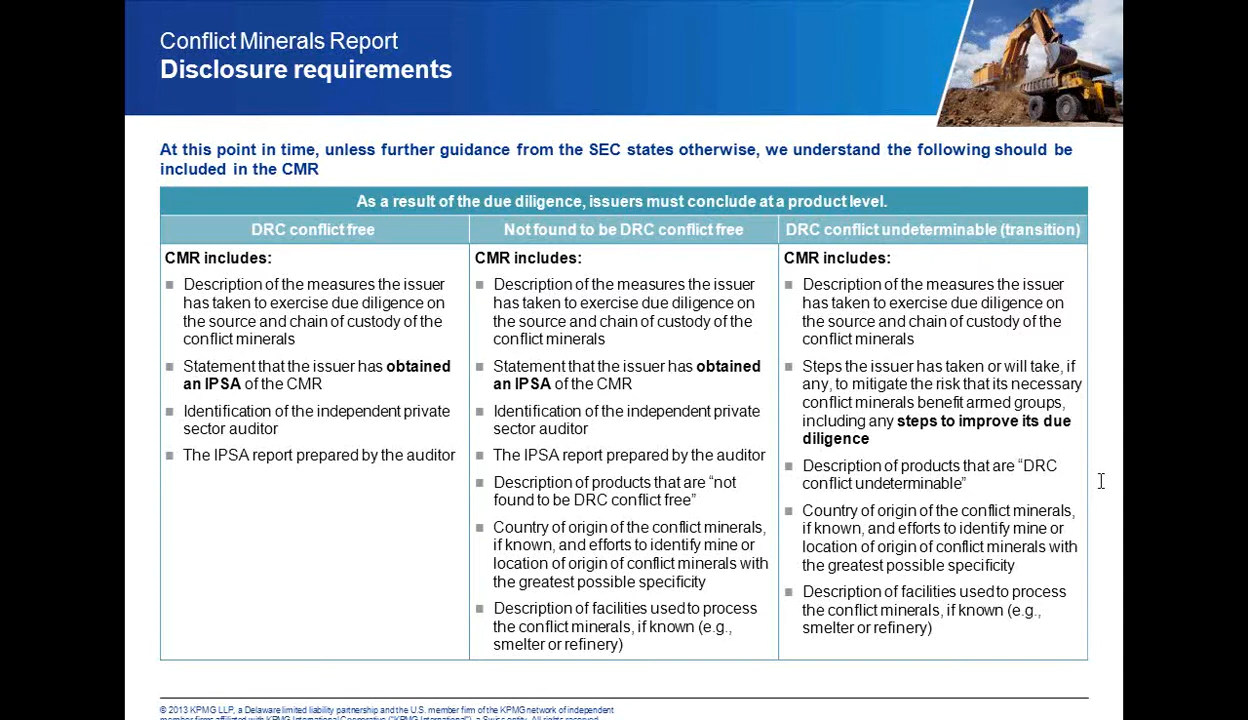 Conflict Minerals Report
Disclosure requirements
At this point in time, unless further guidance from the SEC states otherwise, we understand the following should be
included in the CMR
As a result of the due diligence, issuers must conclude at a product level.
DRC conflict free
CMR includes:
Description of the measures the issuer
has taken to exercise due diligence on
the source and chain of custody of the
conflict minerals
Statement that the issuer has obtained
an IPSA of the CMR
Identification of the independent private
sector auditor
The IPSA report prepared by the auditor
Not found to be DRC conflict free
CMR includes:
Description of the measures the issuer
has taken to exercise due diligence on
the source and chain of custody of the
conflict minerals
Statement that the issuer has obtained
an IPSA of the CMR
Identification of the independent private
sector auditor
The IPSA report prepared by the auditor
Description of products that are “not
found to be DRC conflict free”
Country of origin of the conflict minerals,
if known, and efforts to identify mine or
location of origin of conflict minerals with
the greatest possible specificity
Description of facilities used to process
the conflict minerals, if known (e.g.,
smelter or refinery)
DRC conflict undeterminable (transition)
CMR includes:
Description of the measures the issuer
has taken to exercise due diligence on
the source and chain of custody of the
conflict minerals
Steps the issuer has taken or will take, if
any, to mitigate the risk that its necessary
conflict minerals benefit armed groups,
including any steps to improve its due
diligence
Description of products that are “DRC
conflict undeterminable”
Country of origin of the conflict minerals,
if known, and efforts to identify mine or
location of origin of conflict minerals with
the greatest possible specificity
Description of facilities used to process
the conflict minerals, if known (e.g.,
smelter or refinery)
© 2013 KPMG LLP, a Delaware limited liability partnership and the U.S. member firm of the KPMG network of independent
member firms affiliated with KPMG International Cooperative (“KPMG International”), a Swiss entity. All rights reserved.